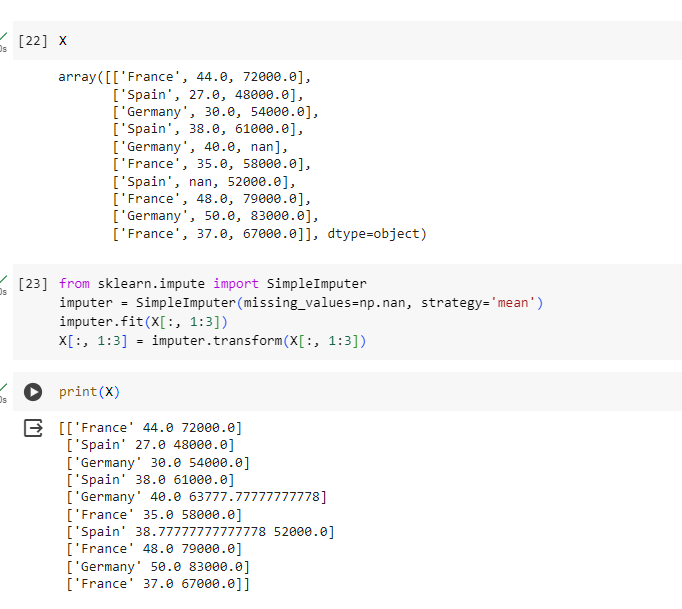 [22] X
array([['France', 44.0, 72000.0],
['Spain', 27.0, 48000.0],
['Germany', 30.0, 54000.0],
['Spain', 38.0, 61000.0],
['Germany', 40.0, nan],
['France', 35.0, 58000.0],
['Spain', nan, 52000.0],
['France', 48.0, 79000.0],
['Germany', 50.0, 83000.0],
['France', 37.0, 67000.0]], dtype=object)
[23] from sklearn.impute import SimpleImputer
imputer = SimpleImputer(missing_values=np.nan, strategy='mean')
imputer.fit(X[:, 1:3])
X[:, 1:3] = imputer.transform(X[:, 1:3])
print(X)
[['France' 44.0 72000.0]
['Spain' 27.0 48000.0]
['Germany' 30.0 54000.0]
['Spain' 38.0 61000.0]
['Germany' 40.0 63777.77777777778]
['France' 35.0 58000.0]
['Spain' 38.77777777777778 52000.0]
['France' 48.0 79000.0]
['Germany' 50.0 83000.0]
['France' 37.0 67000.0]]